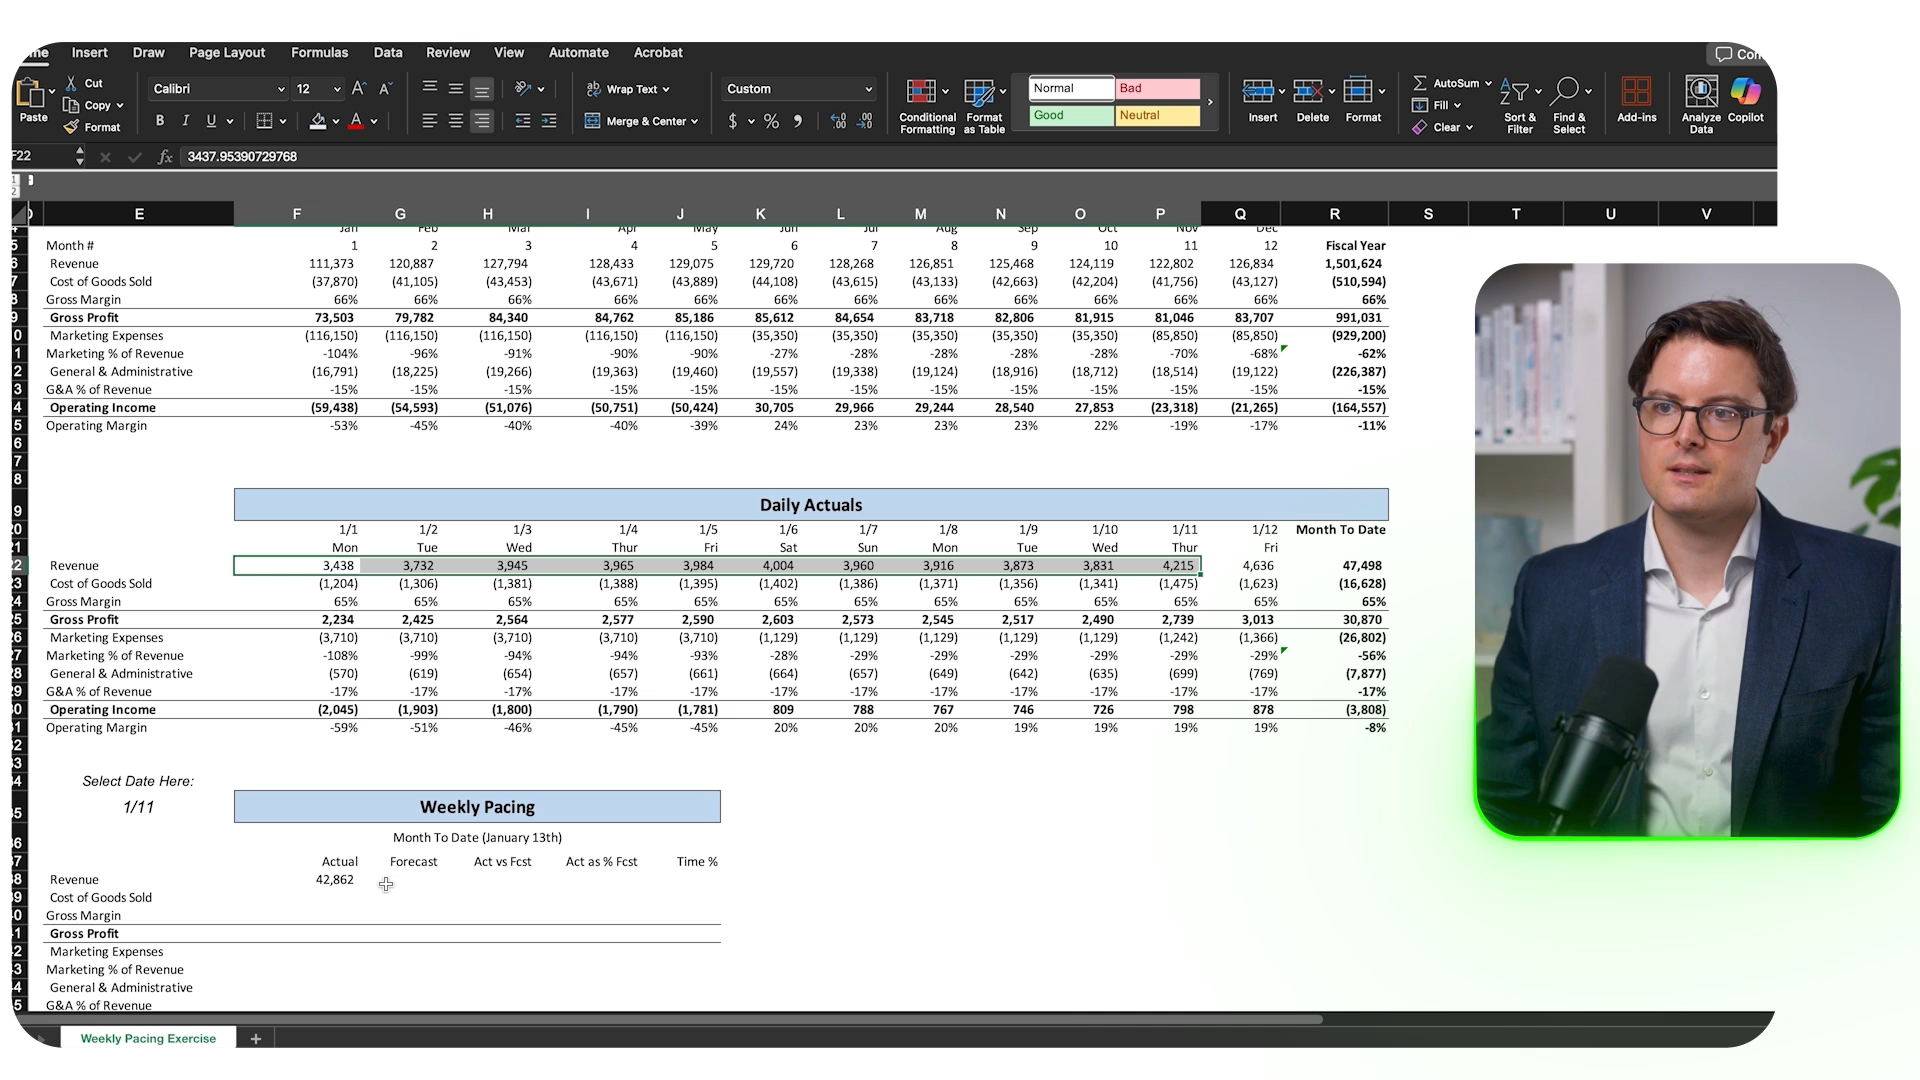 Insert Draw Page Layout Formulas Data Review View Automate Acrobat
Paste Cut Copy Format
Calibri 12
B I U
Wrap Text
Merge & Center
Custom
$ %
Conditional Formatting
Format as Table
Normal Bad
Good Neutral
Insert Delete Format
AutoSum
Fill
Clear
Sort & Filter
Find & Select
Add-ins
Analyze Data
Copilot
F22 fx 3437.95390729768
E F G H I J K L M N O P Q R S T U V
Jan Feb Mar Apr May Jun Jul Aug Sep Oct Nov Dec
Month # 1 2 3 4 5 6 7 8 9 10 11 12 Fiscal Year
Revenue 111,373 120,887 127,794 128,433 129,075 129,720 128,268 126,851 125,468 124,119 122,802 126,834 1,501,624
Cost of Goods Sold (37,870) (41,105) (43,453) (43,671) (43,889) (44,108) (43,615) (43,133) (42,663) (42,204) (41,756) (43,127) (510,594)
Gross Margin 66% 66% 66% 66% 66% 66% 66% 66% 66% 66% 66% 66% 66%
Gross Profit 73,503 79,782 84,340 84,762 85,186 85,612 84,654 83,718 82,806 81,915 81,046 83,707 991,031
Marketing Expenses (116,150) (116,150) (116,150) (116,150) (116,150) (35,350) (35,350) (35,350) (35,350) (35,350) (85,850) (85,850) (929,200)
Marketing % of Revenue -104% -96% -91% -90% -90% -27% -28% -28% -28% -28% -70% -68% -62%
General & Administrative (16,791) (18,225) (19,266) (19,363) (19,460) (19,557) (19,338) (19,124) (18,916) (18,712) (18,514) (19,122) (226,387)
G&A % of Revenue -15% -15% -15% -15% -15% -15% -15% -15% -15% -15% -15% -15% -15%
Operating Income (59,438) (54,593) (51,076) (50,751) (50,424) 30,705 29,966 29,244 28,540 27,853 (23,318) (21,265) (164,557)
Operating Margin -53% -45% -40% -40% -39% 24% 23% 23% 23% 22% -19% -17% -11%
Daily Actuals
1/1 1/2 1/3 1/4 1/5 1/6 1/7 1/8 1/9 1/10 1/11 1/12 Month To Date
Mon Tue Wed Thur Fri Sat Sun Mon Tue Wed Thur Fri
Revenue 3,438 3,732 3,945 3,965 3,984 4,004 3,960 3,916 3,873 3,831 4,215 4,636 47,498
Cost of Goods Sold (1,204) (1,306) (1,381) (1,388) (1,395) (1,402) (1,386) (1,371) (1,356) (1,341) (1,475) (1,623) (16,628)
Gross Margin 65% 65% 65% 65% 65% 65% 65% 65% 65% 65% 65% 65% 65%
Gross Profit 2,234 2,425 2,564 2,577 2,590 2,603 2,573 2,545 2,517 2,490 2,739 3,013 30,870
Marketing Expenses (3,710) (3,710) (3,710) (3,710) (3,710) (1,129) (1,129) (1,129) (1,129) (1,129) (1,242) (1,366) (26,802)
Marketing % of Revenue -108% -99% -94% -94% -93% -28% -29% -29% -29% -29% -29% -29% -56%
General & Administrative (570) (619) (654) (657) (661) (664) (657) (649) (642) (635) (699) (769) (7,877)
G&A % of Revenue -17% -17% -17% -17% -17% -17% -17% -17% -17% -17% -17% -17% -17%
Operating Income (2,045) (1,903) (1,800) (1,790) (1,781) 809 788 767 746 726 798 878 (3,808)
Operating Margin -59% -51% -46% -45% -45% 20% 20% 20% 19% 19% 19% 19% -8%
Select Date Here:
1/11
Weekly Pacing
Month To Date (January 13th)
Actual Forecast Act vs Fcst Act as % Fcst Time %
Revenue 42,862
Cost of Goods Sold
Gross Margin
Gross Profit
Marketing Expenses
Marketing % of Revenue
General & Administrative
G&A % of Revenue
Weekly Pacing Exercise +